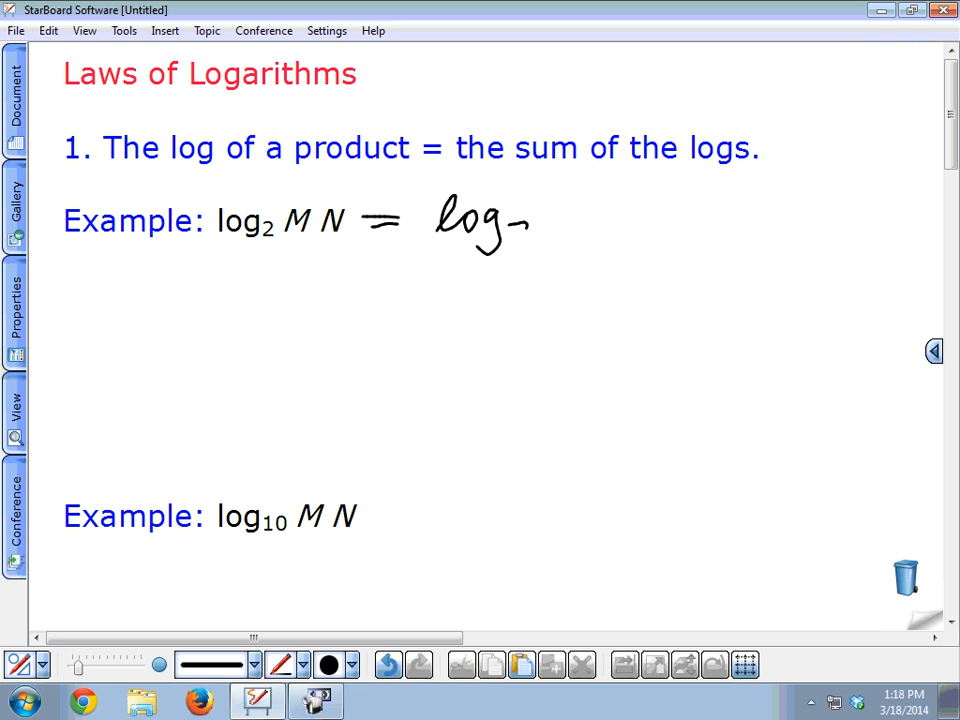 StarBoard Software [Untitled]
File Edit View Tools Insert Topic Conference Settings Help
Document
Gallery
Properties
View
Conference
Laws of Logarithms
1. The log of a product = the sum of the logs.
Example: log₂ M N = log
Example: log₁₀ M N
1:18 PM
3/18/2014